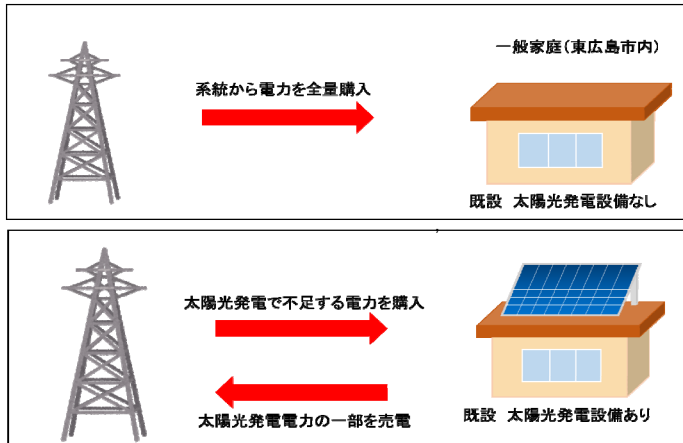 一般家庭(東広島市内)
系統から電力を全量購入
既設 太陽光発電設備なし
太陽光発電で不足する電力を購入
太陽光発電電力の一部を売電
既設 太陽光発電設備あり